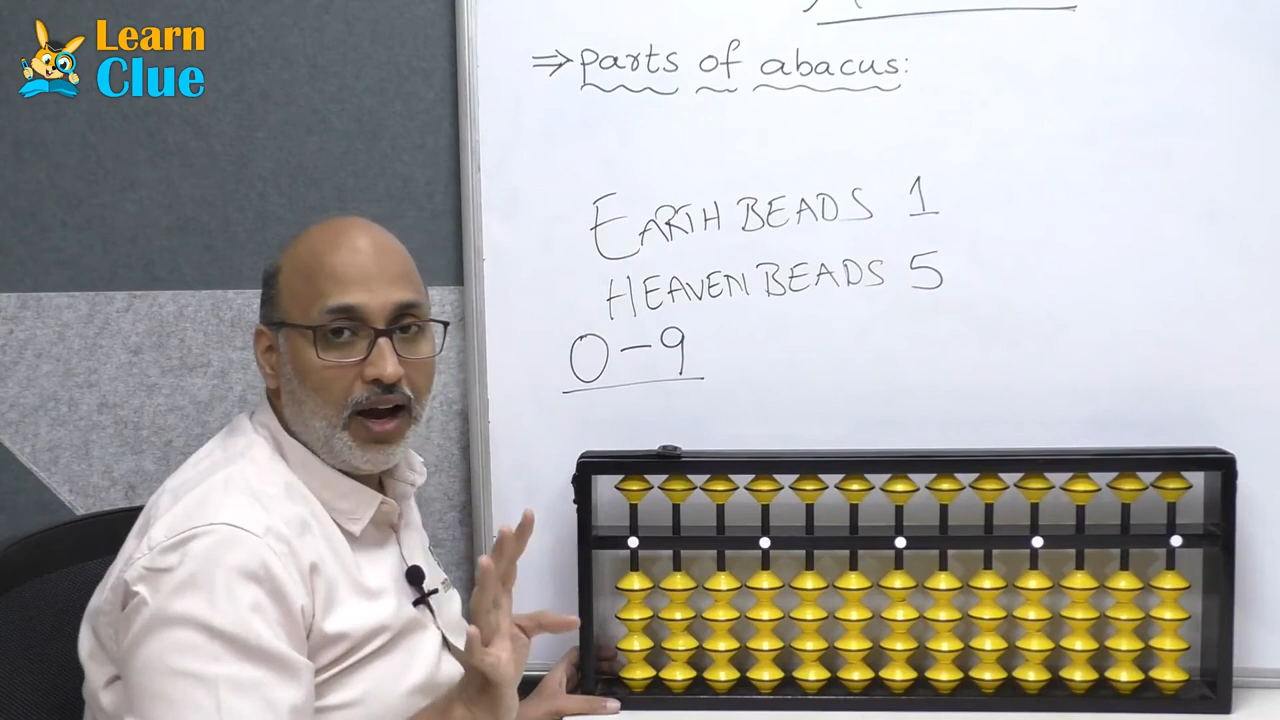 Learn
Clue
⇒ parts of abacus:
EARTH BEADS 1
HEAVEN BEADS 5
0-9